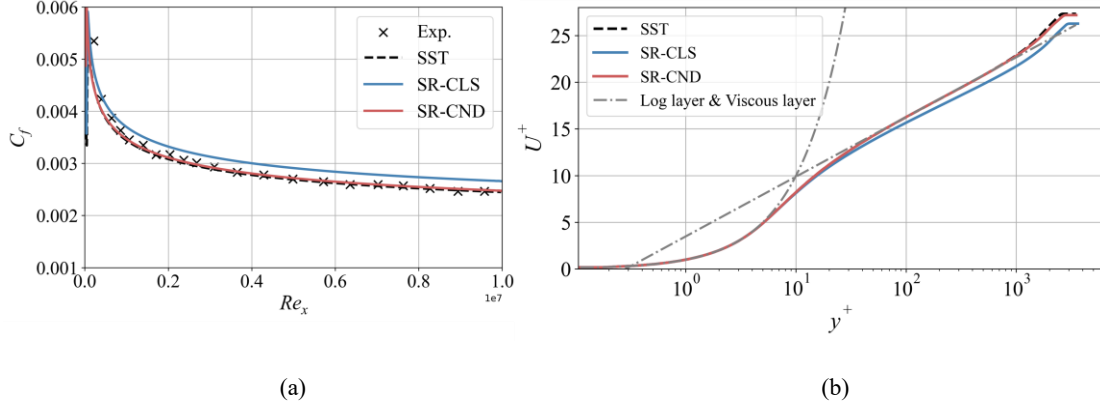 0.006
0.005
0.004
0.003
0.002
0.001
C_f
0.0
0.2
0.4
0.6
0.8
1.0
1e7
Re_x
Exp.
SST
SR-CLS
SR-CND
(a)
25
20
15
10
5
0
U^+
10^0
10^1
10^2
10^3
y^+
SST
SR-CLS
SR-CND
Log layer & Viscous layer
(b)